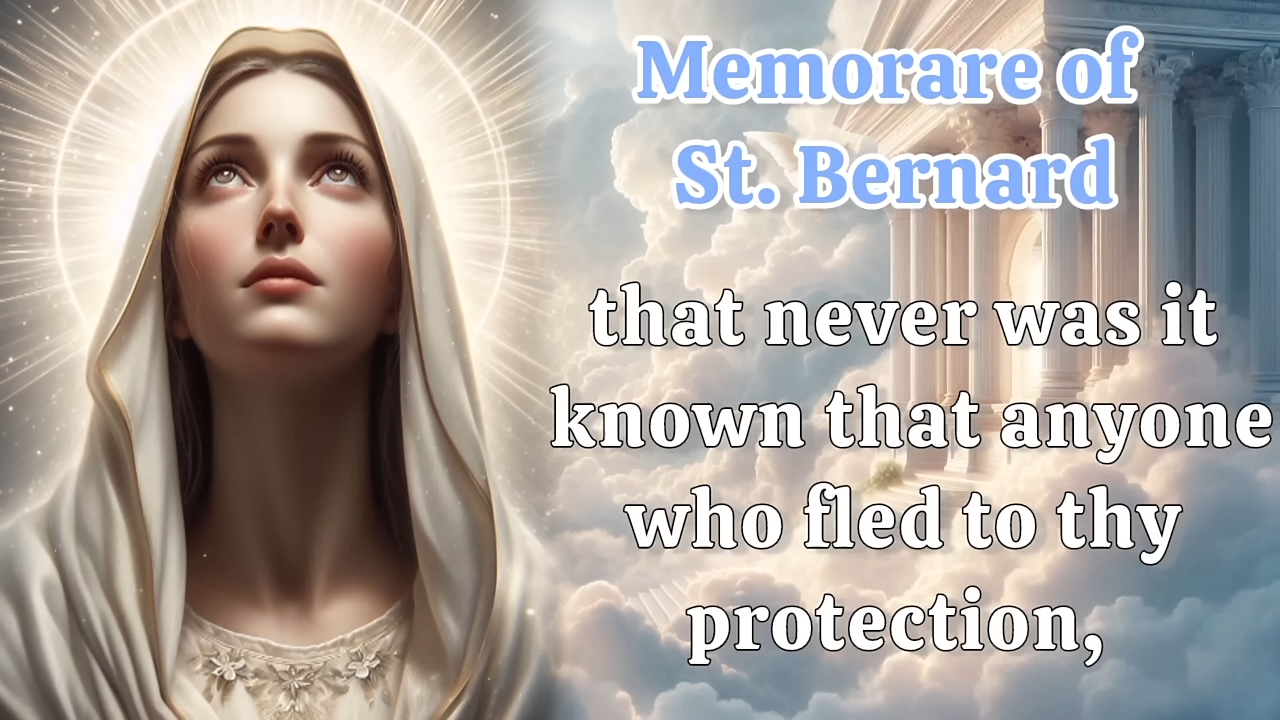 Memorare of
St. Bernard
that never was it
known that anyone
who fled to thy
protection,